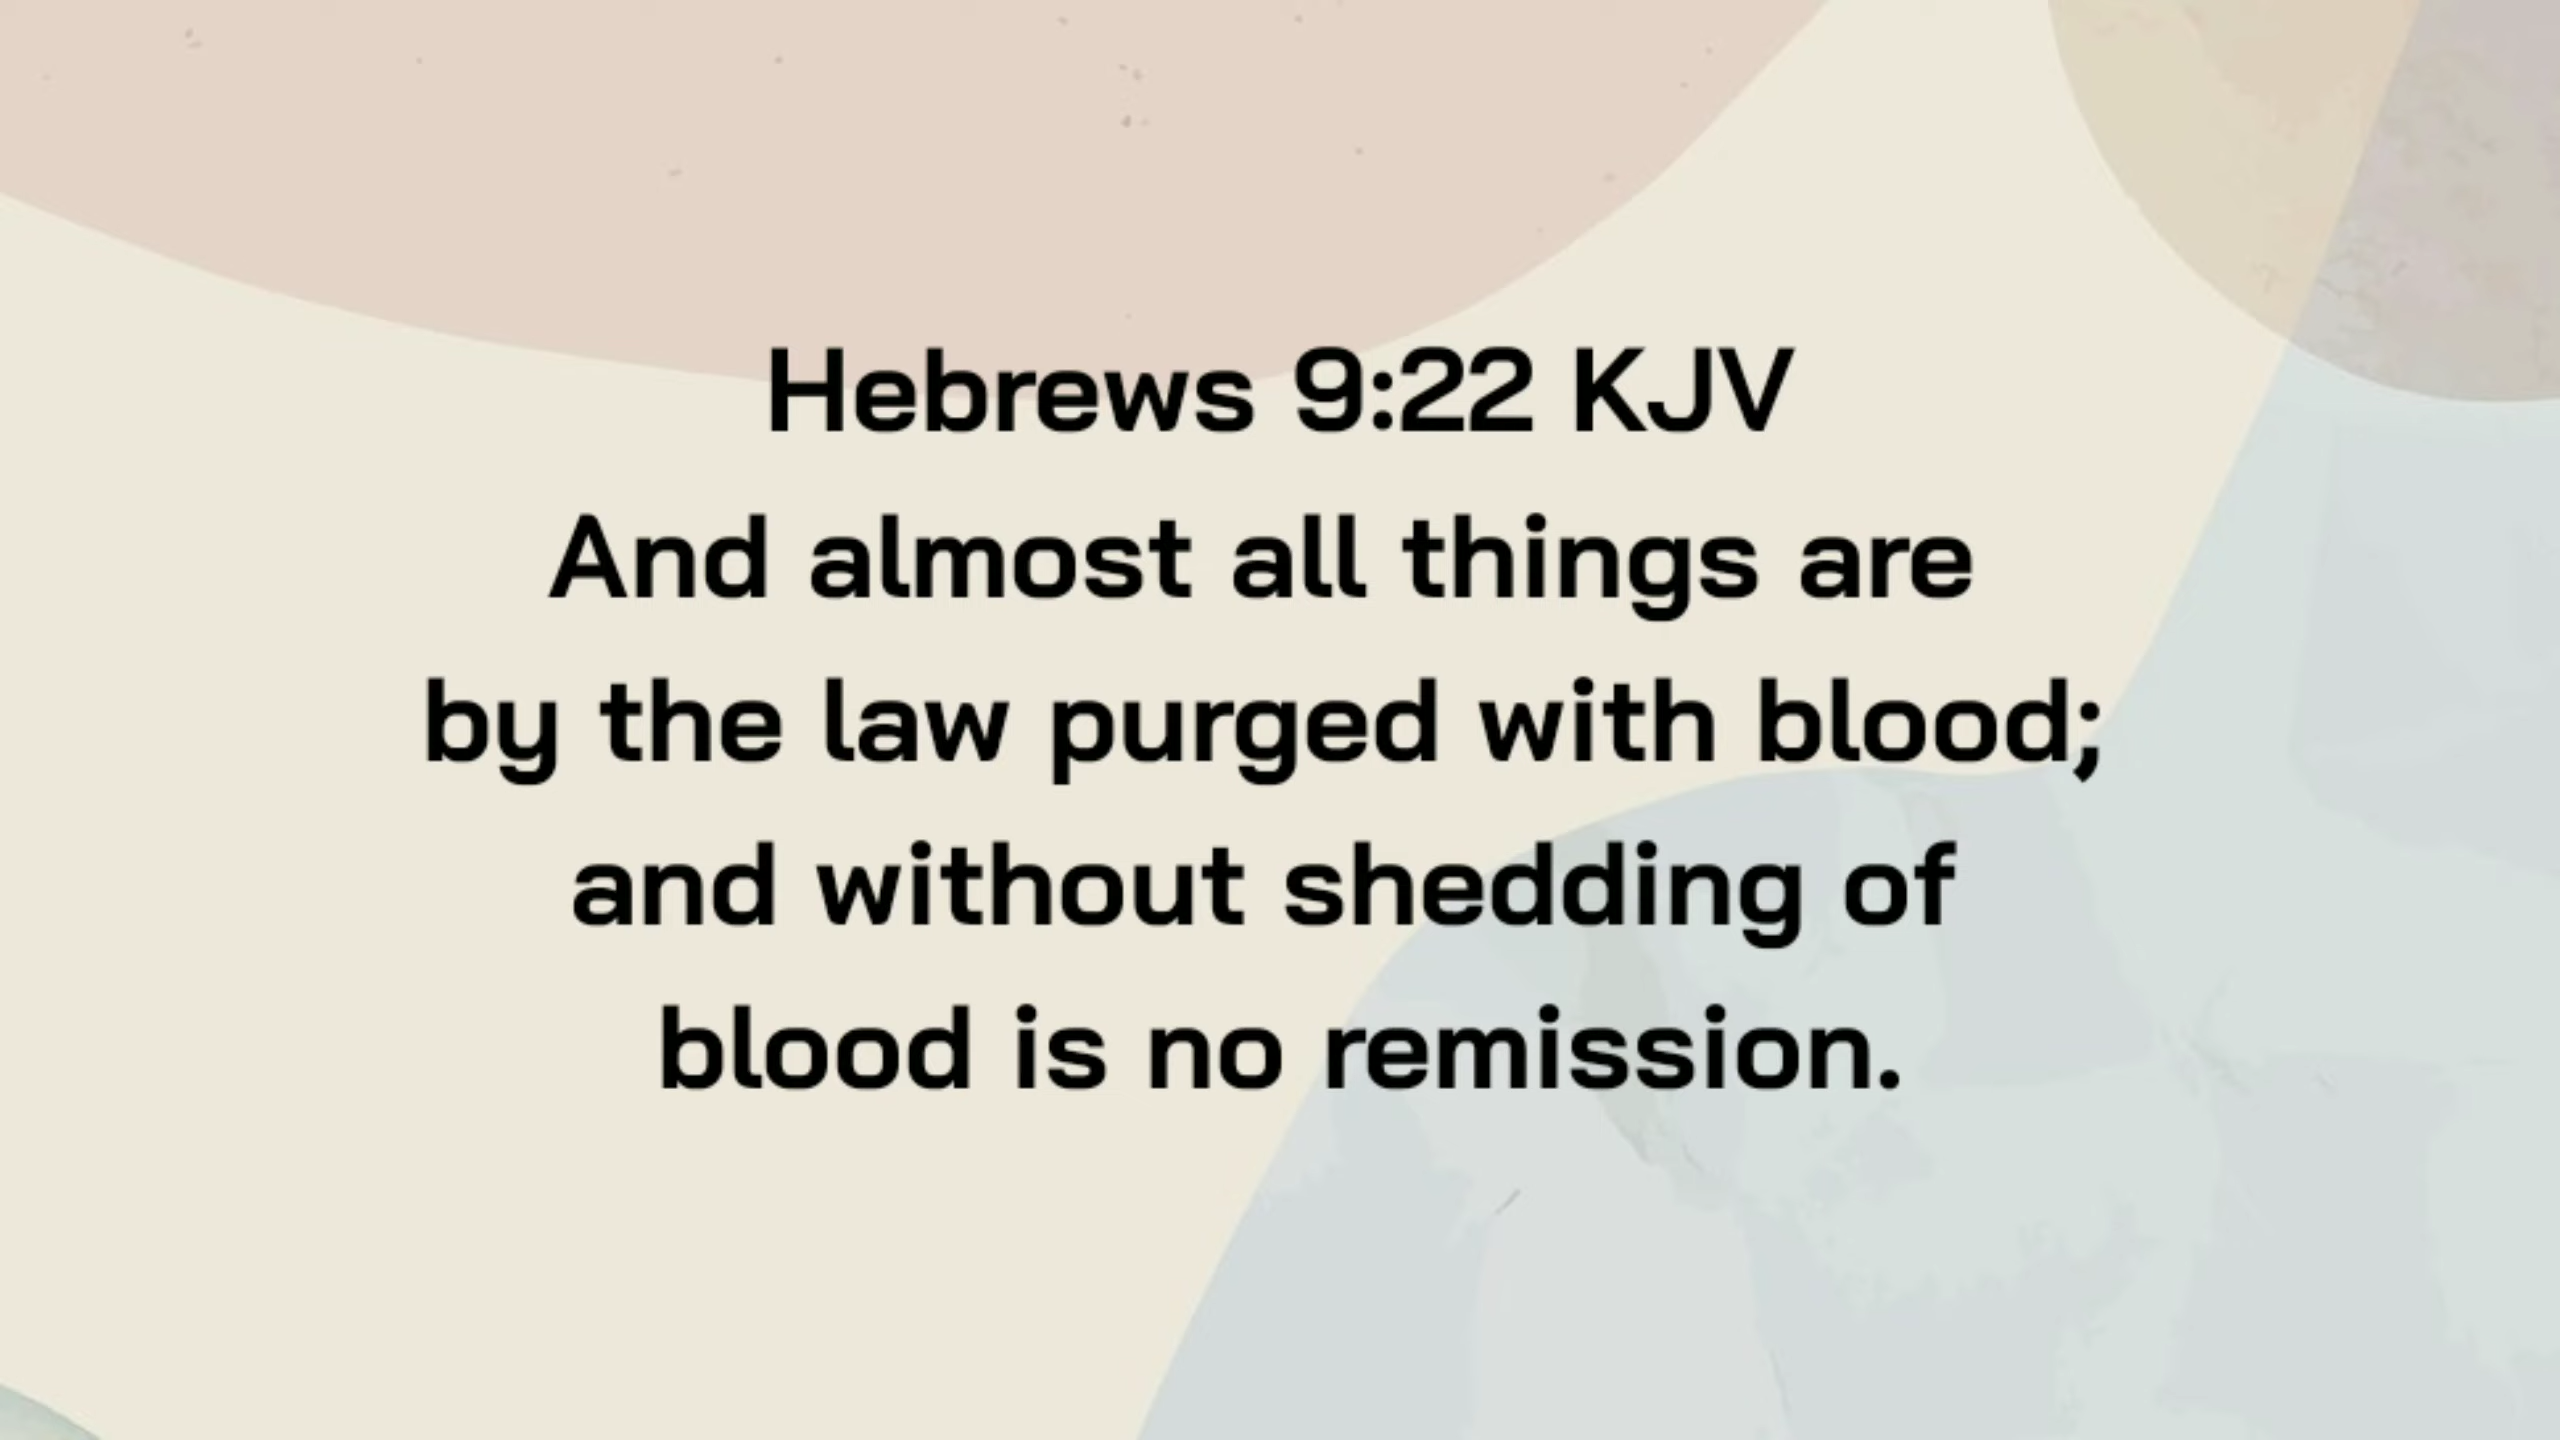 Hebrews 9:22 KJV
And almost all things are
by the law purged with blood;
and without shedding of
blood is no remission.